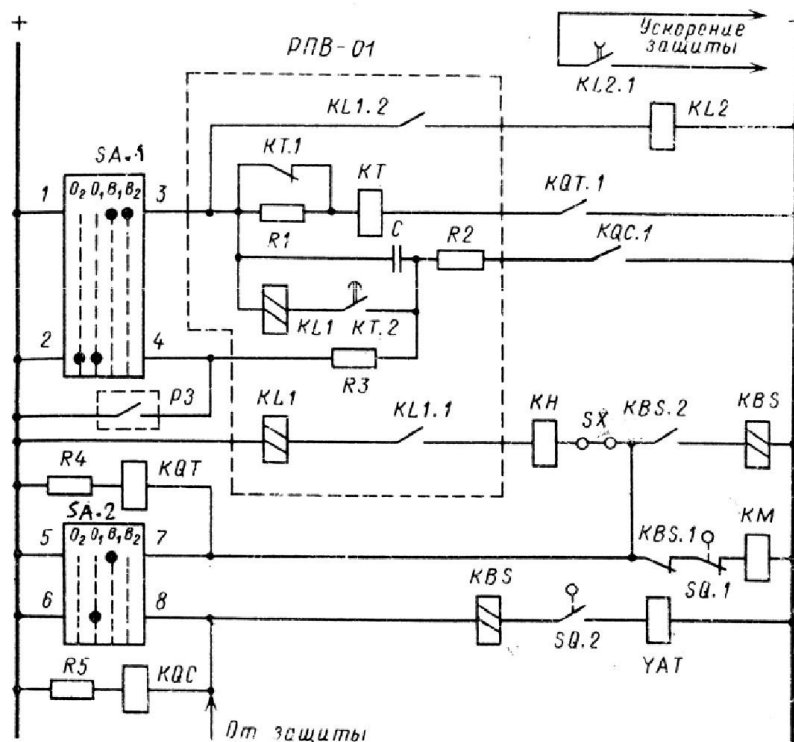 +
-
Ускорение
защиты
РПВ-01
KL2.1
KL1.2
KL2
SA.1
KT.1
KT
KQT.1
1
O2 O1 B1 B2
3
R1
C
R2
KQC.1
KL1
KT.2
2
4
R3
РЗ
KL1
KL1.1
KH
SX
KBS.2
KBS
R4
KQT
SA.2
5
O2 O1 B1 B2
7
KBS.1
KM
6
8
KBS
SQ.1
SQ.2
YAT
R5
KQC
От защиты